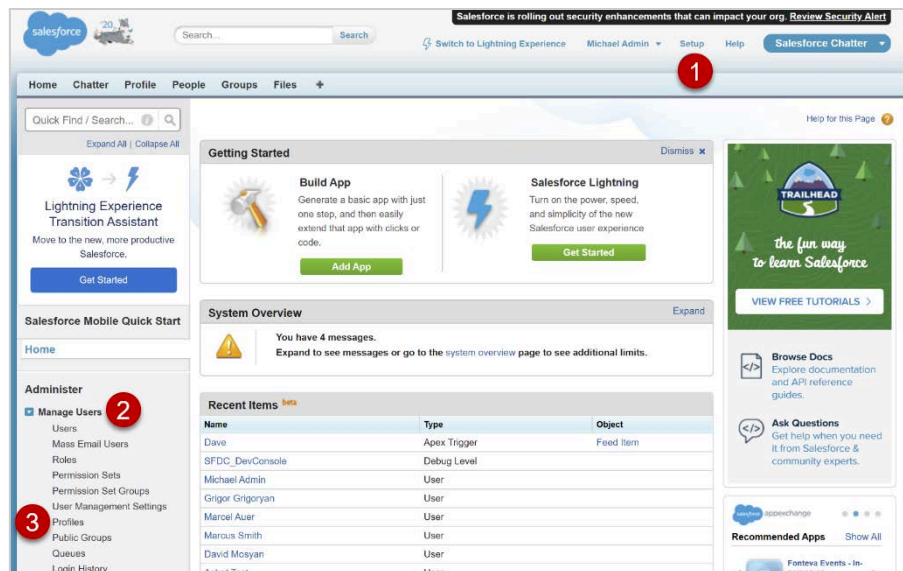 Salesforce is rolling out security enhancements that can impact your org. Review Security Alert
salesforce
'20
Search...
Search
Switch to Lightning Experience
Michael Admin
Setup
Help
Salesforce Chatter
1
Home Chatter Profile People Groups Files +
Quick Find / Search...
Expand All | Collapse All
Lightning Experience
Transition Assistant
Move to the new, more productive
Salesforce.
Get Started
Salesforce Mobile Quick Start
Home
Administer
Manage Users
2
Users
Mass Email Users
Roles
Permission Sets
Permission Set Groups
User Management Settings
3
Profiles
Public Groups
Queues
Login History
Help for this Page
Getting Started
Dismiss x
Build App
Generate a basic app with just
one step, and then easily
extend that app with clicks or
code.
Add App
Salesforce Lightning
Turn on the power, speed,
and simplicity of the new
Salesforce user experience
Get Started
System Overview
Expand
You have 4 messages.
Expand to see messages or go to the system overview page to see additional limits.
Recent Items beta
Name Type Object
Dave Apex Trigger Feed Item
SFDC_DevConsole Debug Level
Michael Admin User
Grigor Grigoryan User
Marcel Auer User
Marcus Smith User
David Mosyan User
TRAILHEAD
the fun way
to learn Salesforce
VIEW FREE TUTORIALS >
</>
Browse Docs
Explore documentation
and API reference
guides.
</>
Ask Questions
Get help when you need
it from Salesforce &
community experts.
salesforce appexchange
Recommended Apps Show All
Fonteva Events - In-